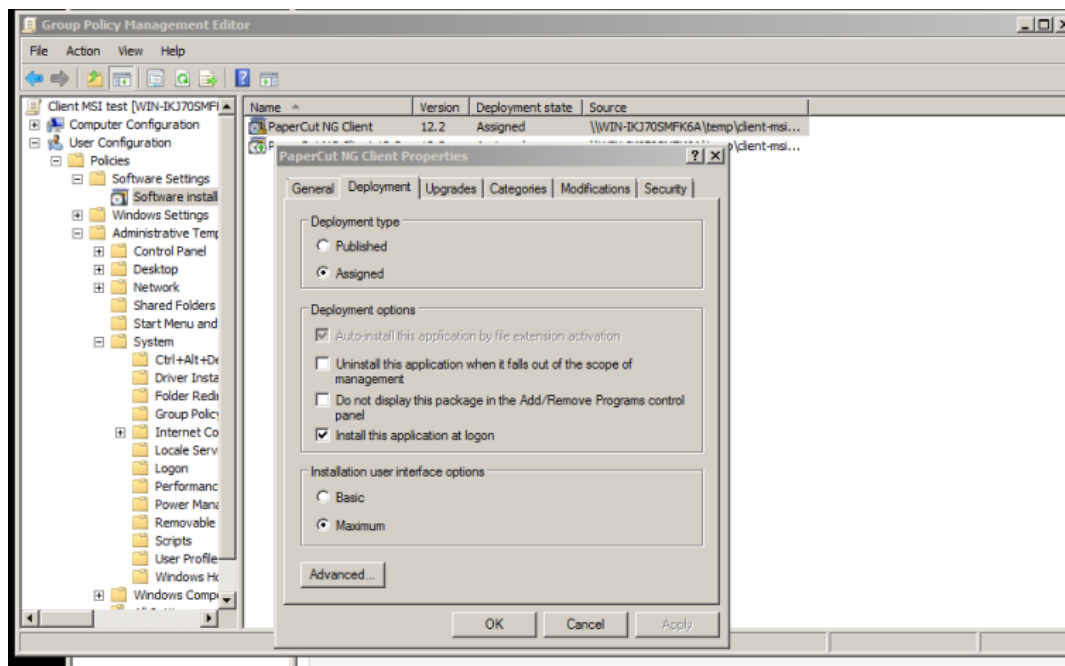 Group Policy Management Editor
File Action View Help
Client MSI test [WIN-IKJ70SMF
Computer Configuration
User Configuration
Policies
Software Settings
Software install
Windows Settings
Administrative Temp
Control Panel
Desktop
Network
Shared Folders
Start Menu and
System
Ctrl+Alt+De
Driver Insta
Folder Redi
Group Policy
Internet Co
Locale Serv
Logon
Performanc
Power Mana
Removable
Scripts
User Profile
Windows Ho
Windows Compo
Name Version Deployment state Source
PaperCut NG Client 12.2 Assigned \\WIN-IKJ70SMFK6A\temp\client-msi...
p\client-msi...
PaperCut NG Client Properties
General Deployment Upgrades Categories Modifications Security
Deployment type
Published
Assigned
Deployment options
Auto-install this application by file extension activation
Uninstall this application when it falls out of the scope of
management
Do not display this package in the Add/Remove Programs control
panel
Install this application at logon
Installation user interface options
Basic
Maximum
Advanced...
OK Cancel Apply